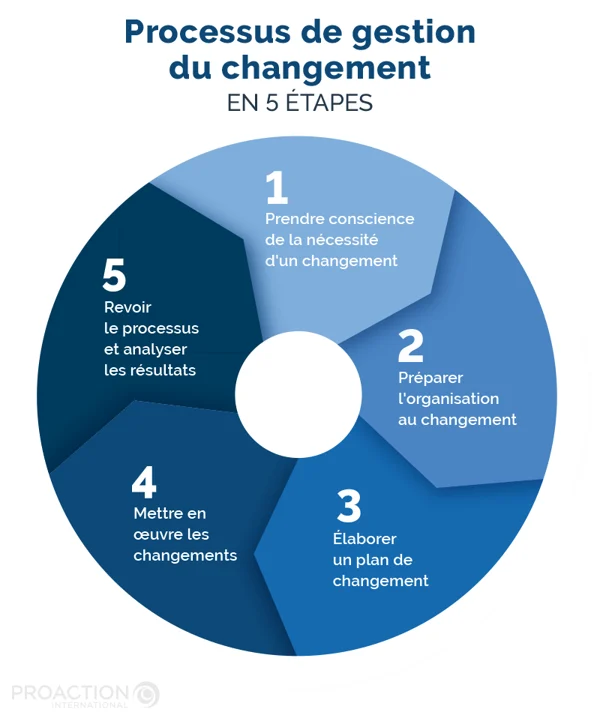 Processus de gestion
du changement
EN 5 ÉTAPES
1
Prendre conscience
de la nécessité
d'un changement
2
Préparer
l'organisation
au changement
3
Élaborer
un plan de
changement
4
Mettre en
œuvre les
changements
5
Revoir
le processus
et analyser
les résultats
PROACTION
INTERNATIONAL